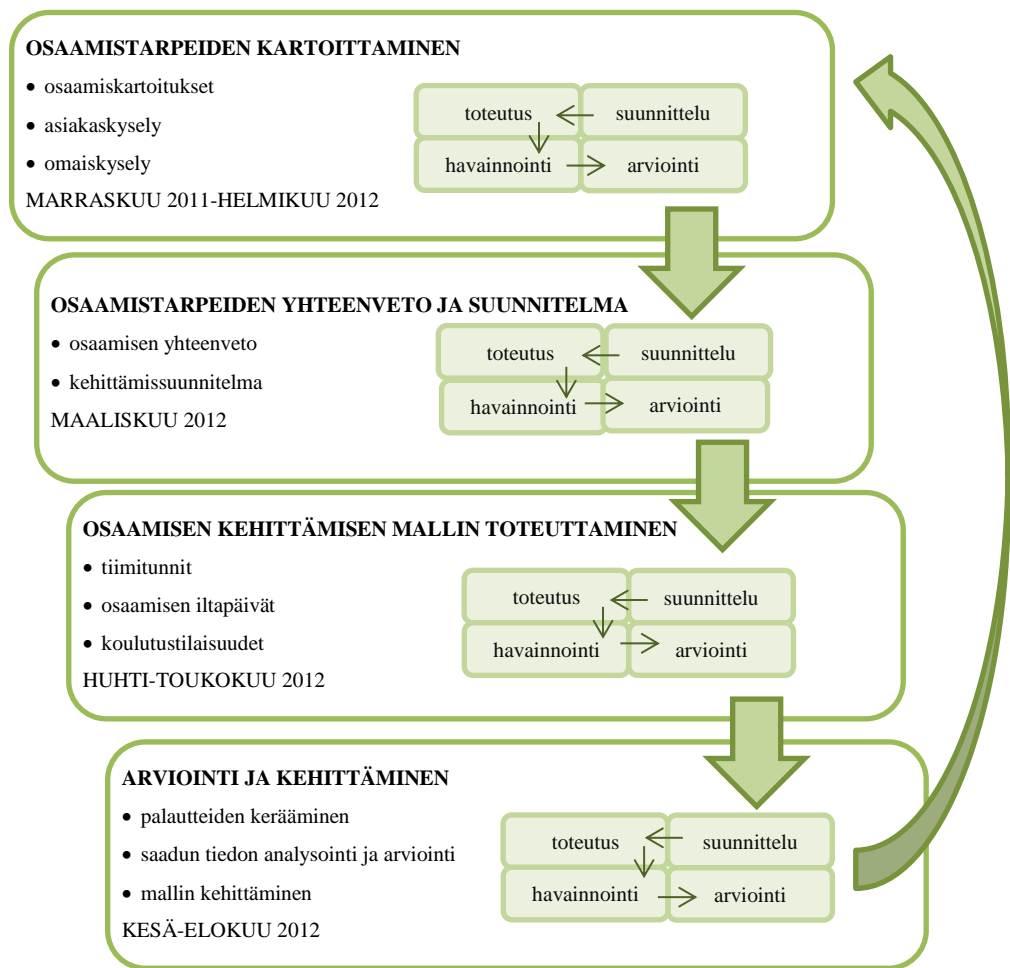 OSAAMISTARPEIDEN KARTOITTAMINEN
• osaamiskartoitukset
• asiakaskysely
• omaiskysely
MARRASKUU 2011-HELMIKUU 2012
toteutus suunnittelu
havainnointi arviointi
OSAAMISTARPEIDEN YHTEENVETO JA SUUNNITELMA
• osaamisen yhteenveto
• kehittämissuunnitelma
MAALISKUU 2012
toteutus suunnittelu
havainnointi arviointi
OSAAMISEN KEHITTÄMISEN MALLIN TOTEUTTAMINEN
• tiimitunnit
• osaamisen iltapäivät
• koulutustilaisuudet
HUHTI-TOUKOKUU 2012
toteutus suunnittelu
havainnointi arviointi
ARVIOINTI JA KEHITTÄMINEN
• palautteiden kerääminen
• saadun tiedon analysointi ja arviointi
• mallin kehittäminen
KESÄ-ELOKUU 2012
toteutus suunnittelu
havainnointi arviointi